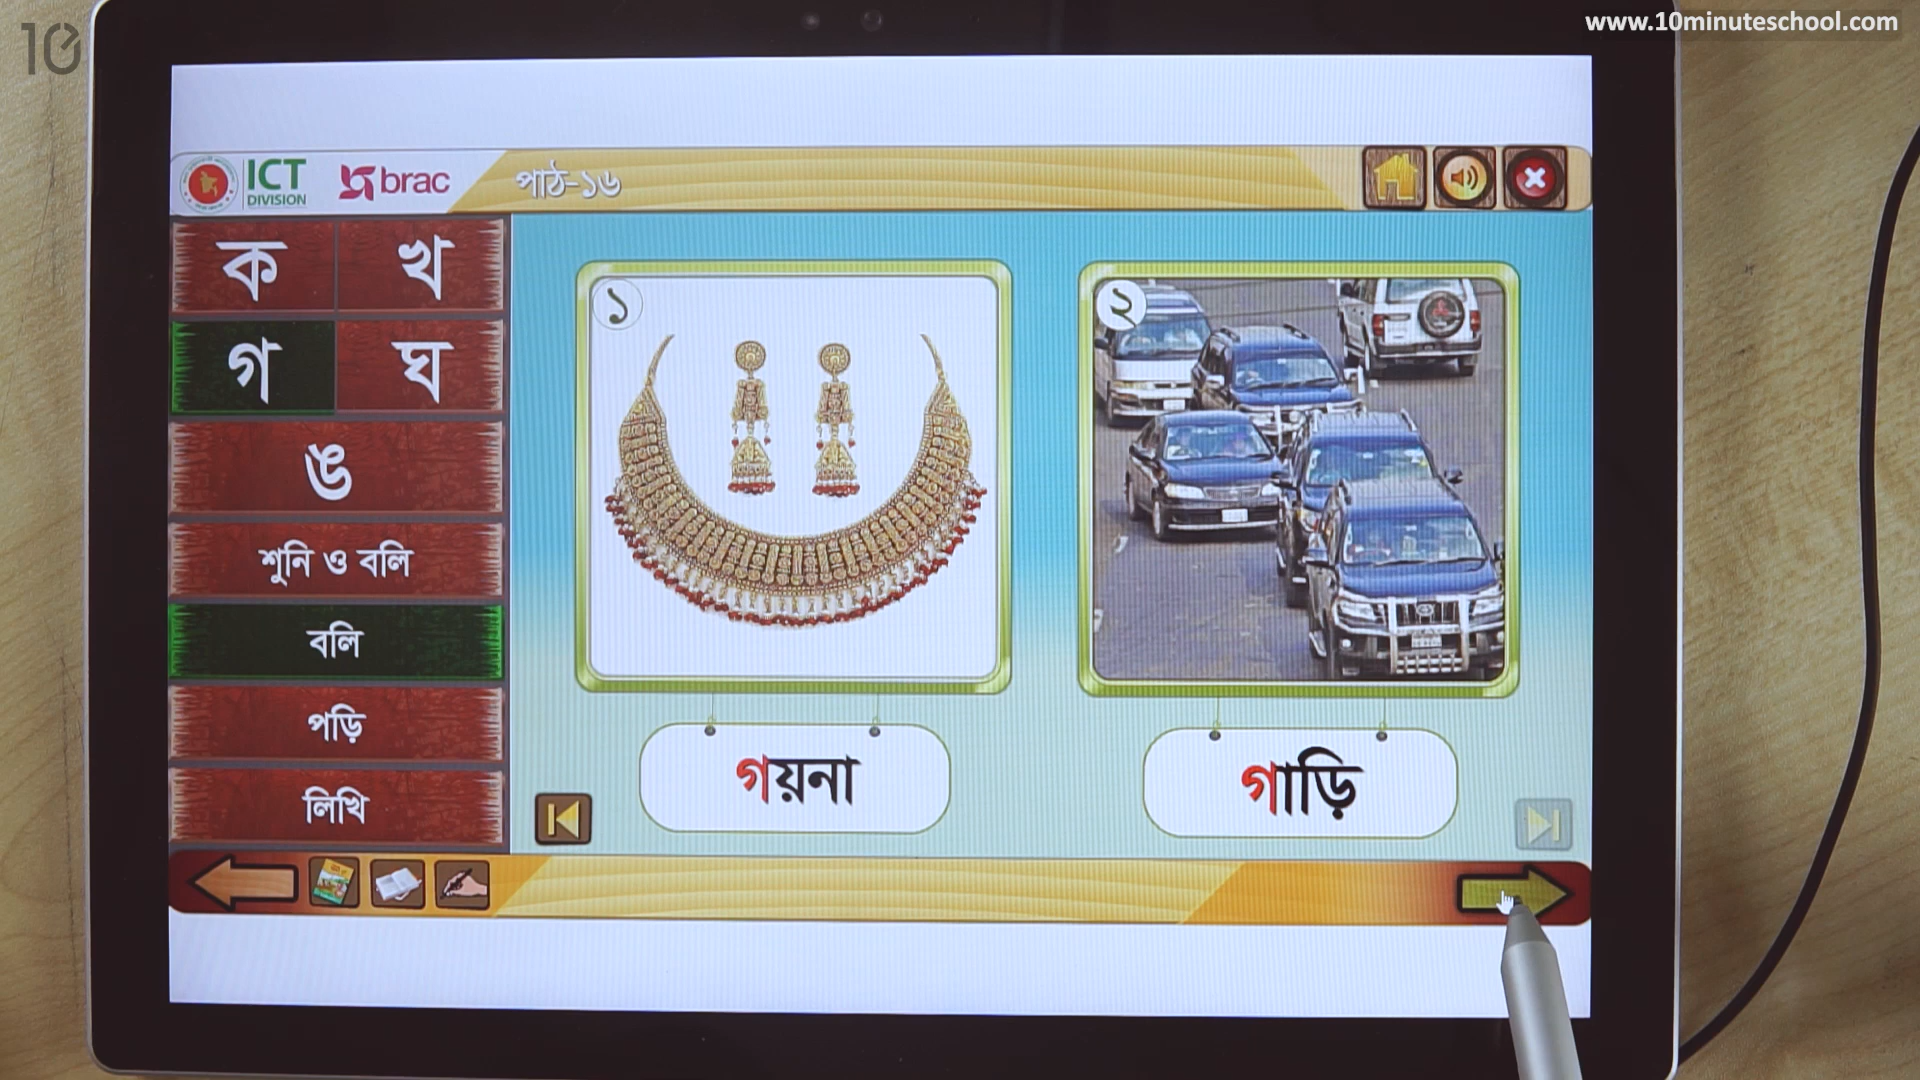 10
www.10minuteschool.com
ICT
DIVISION
brac
পাঠ-১৬
ক
খ
গ
ঘ
ঙ
শুনি ও বলি
বলি
পড়ি
লিখি
১
২
গয়না
গাড়ি